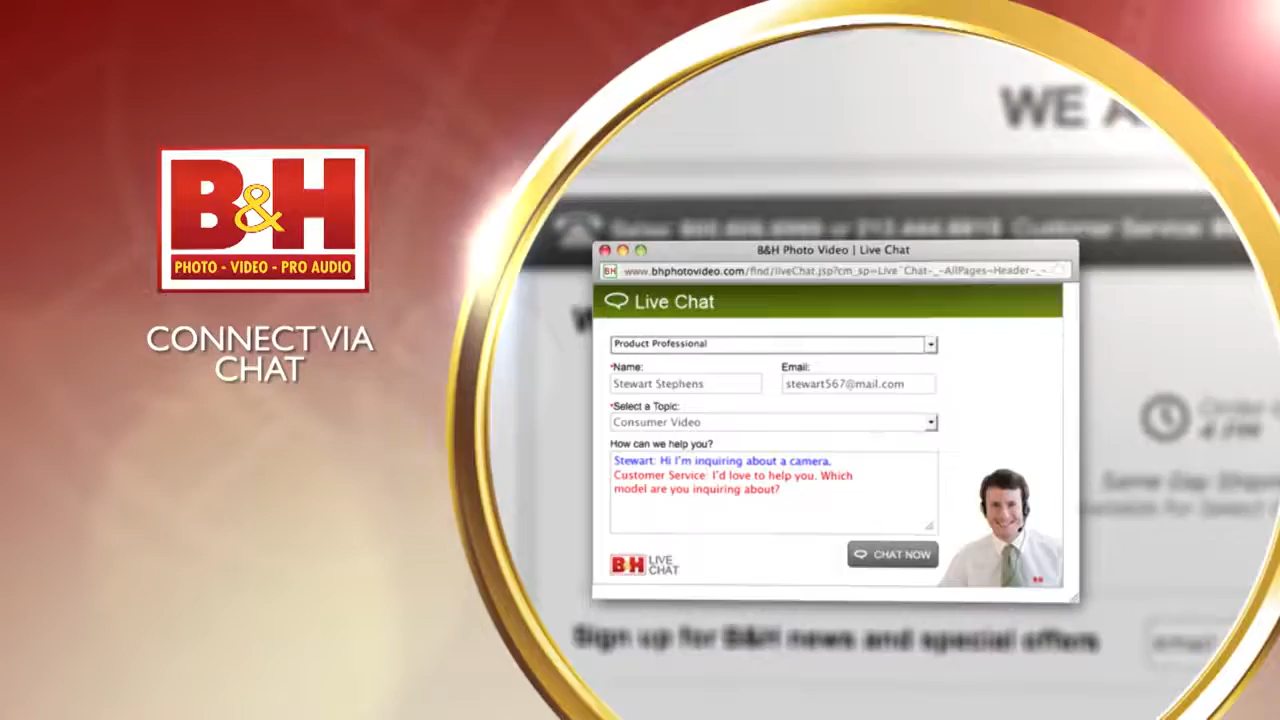 B&H
PHOTO - VIDEO - PRO AUDIO
CONNECT VIA
CHAT
WE
B&H Photo Video | Live Chat
BH www.bhphotovideo.com/find/liveChat.jsp?cm_sp=Live`Chat-_-AllPages-Header-_-
Live Chat
Product Professional
*Name:
Email:
Stewart Stephens
stewart567@mail.com
*Select a Topic:
Consumer Video
How can we help you?
Stewart: Hi I'm inquiring about a camera.
Customer Service: I'd love to help you. Which
model are you inquiring about?
B&H LIVE
CHAT
CHAT NOW
Sign up for B&H news and special offers